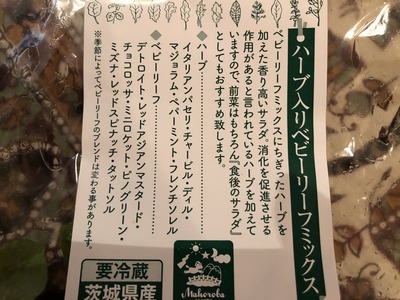 ハーブ入りベビーリーフミックス
ベビーリーフミックスにちぎったハーブを
加えた香り高いサラダ。消化を促進させる
作用があると言われているハーブを加えて
いますので、前菜はもちろん『食後のサラダ』
としてもおすすめ致します。
・ハーブ
イタリアンパセリ・チャービル・ディル・
マジョラム・ペパーミント・フレンチソレル
・ベビーリーフ
デトロイト・レッドアジアンマスタード・
チョコロッサ・ミニロケット・ピノグリーン・
ミズナ・レッドスピナッチ・タットソル
※季節によってベビーリーフのブレンドは変わる事があります。
Mahoroba
要冷蔵
茨城県産